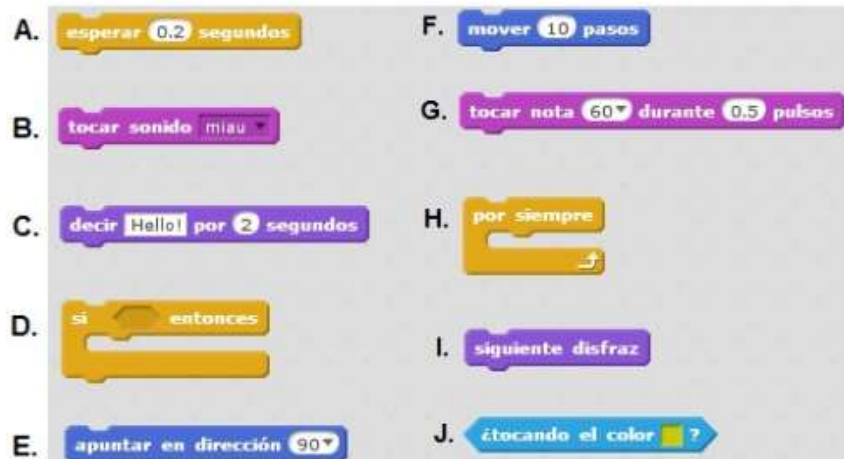 A. esperar 0.2 segundos
B. tocar sonido miau
C. decir Hello! por 2 segundos
D. si entonces
E. apuntar en dirección 90
F. mover 10 pasos
G. tocar nota 60 durante 0.5 pulsos
H. por siempre
I. siguiente disfraz
J. ¿tocando el color ?